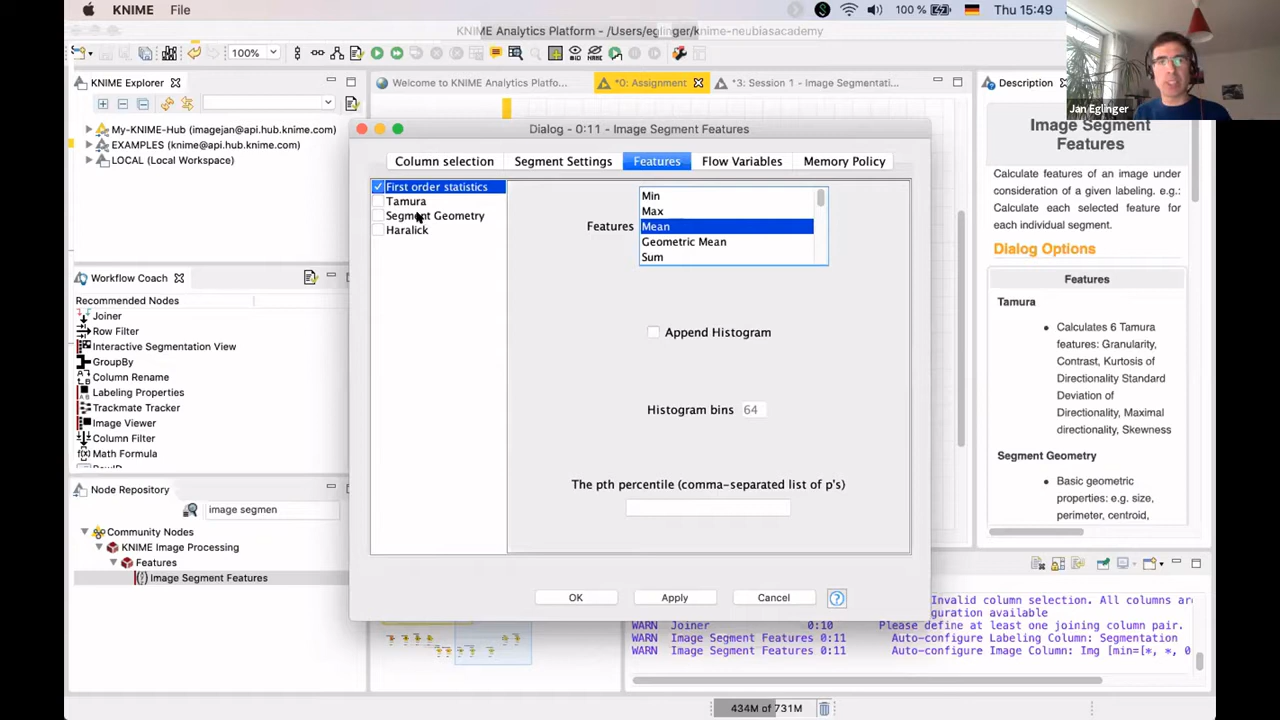 KNIME File 100 % Thu 15:49
KNIME Analytics Platform - /Users/eglinger/knime-neubiasacademy
100%
KNIME Explorer
Welcome to KNIME Analytics Platfo...
*0: Assignment
*3: Session 1 - Image Segmentati...
Description
Jan Eglinger
My-KNIME-Hub (imagejan@api.hub.knime.com)
EXAMPLES (knime@api.hub.knime.com)
LOCAL (Local Workspace)
Dialog - 0:11 - Image Segment Features
Column selection
Segment Settings
Features
Flow Variables
Memory Policy
First order statistics
Tamura
Segment Geometry
Haralick
Features
Min
Max
Mean
Geometric Mean
Sum
Append Histogram
Histogram bins 64
The pth percentile (comma-separated list of p's)
OK
Apply
Cancel
?
Image Segment
Features
Calculates features of an image under
consideration of a given labeling. e.g.:
Calculate each selected feature for
each individual segment.
Dialog Options
Features
Tamura
Calculates 6 Tamura
features: Granularity,
Contrast, Kurtosis of
Directionality Standard
Deviation of
Directionality, Maximal
directionality, Skewness
Segment Geometry
Basic geometric
properties: e.g. size,
perimeter, centroid,
Workflow Coach
Recommended Nodes
Joiner
Row Filter
Interactive Segmentation View
GroupBy
Column Rename
Labeling Properties
Trackmate Tracker
Image Viewer
Column Filter
Math Formula
RowID
Node Repository
image segmen
Community Nodes
KNIME Image Processing
Features
Image Segment Features
Invalid column selection. All columns are
guration available
WARN Joiner 0:10 Please define at least one joining column pair.
WARN Image Segment Features 0:11 Auto-configure Labeling Column: Segmentation
WARN Image Segment Features 0:11 Auto-configure Image Column: Img [min=[*, *, 0
434M of 731M